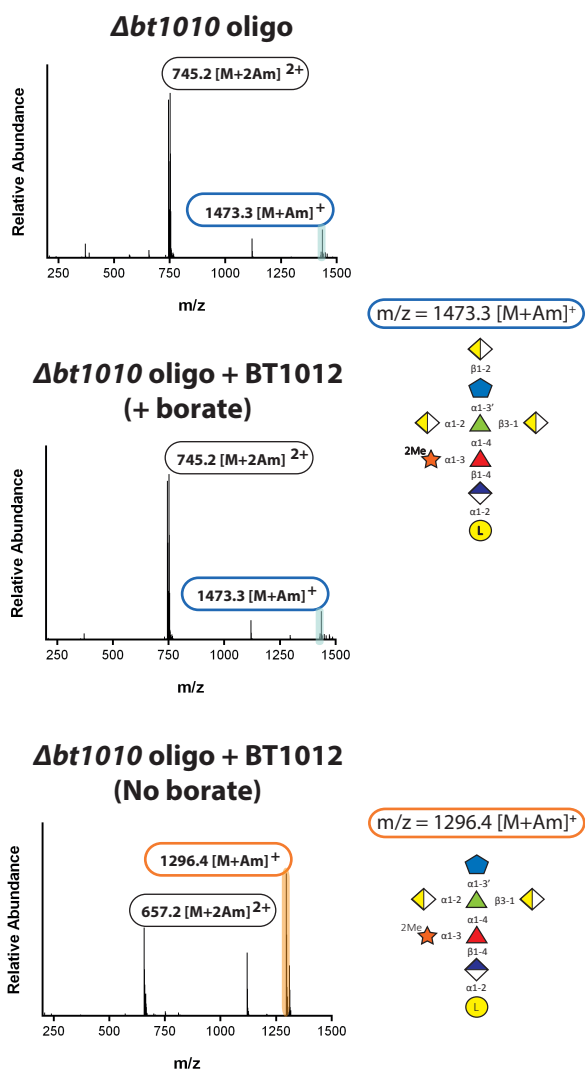 Δbt1010 oligo
745.2 [M+2Am] 2+
1473.3 [M+Am]+
Relative Abundance
250 500 750 1000 1250 1500
m/z
m/z = 1473.3 [M+Am]+
β1-2
α1-3'
α1-2 β3-1
α1-4
2Me α1-3
β1-4
α1-2
L
Δbt1010 oligo + BT1012
(+ borate)
745.2 [M+2Am] 2+
1473.3 [M+Am]+
Relative Abundance
250 500 750 1000 1250 1500
m/z
Δbt1010 oligo + BT1012
(No borate)
1296.4 [M+Am]+
657.2 [M+2Am]2+
Relative Abundance
250 500 750 1000 1250 1500
m/z
m/z = 1296.4 [M+Am]+
α1-3'
α1-2 β3-1
α1-4
2Me α1-3
β1-4
α1-2
L